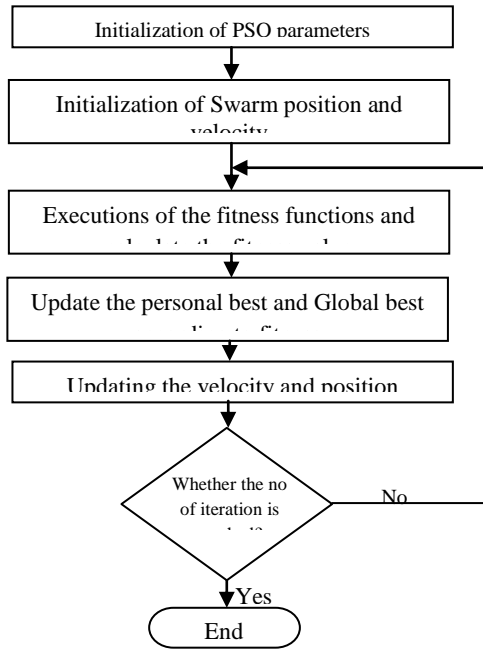 Initialization of PSO parameters
Initialization of Swarm position and
velocity
Executions of the fitness functions and
Update the personal best and Global best
Updating the velocity and position
Whether the no
of iteration is
No
Yes
End